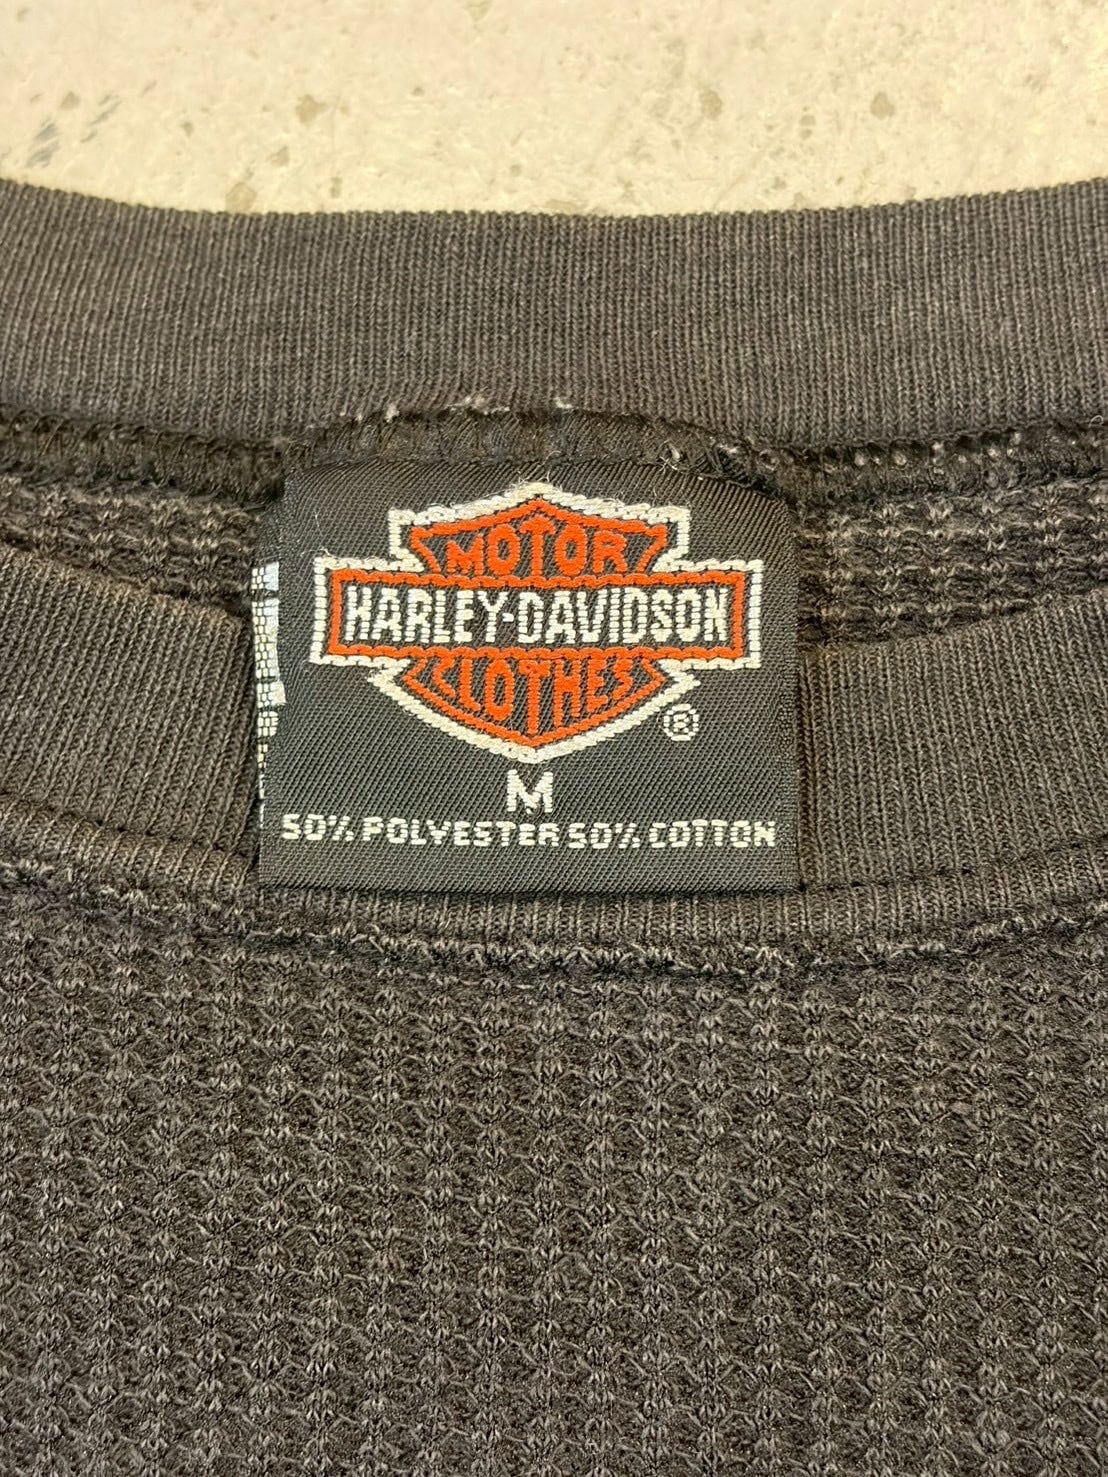 MOTOR
HARLEY-DAVIDSON
CLOTHES
®
M
50% POLYESTER 50% COTTON